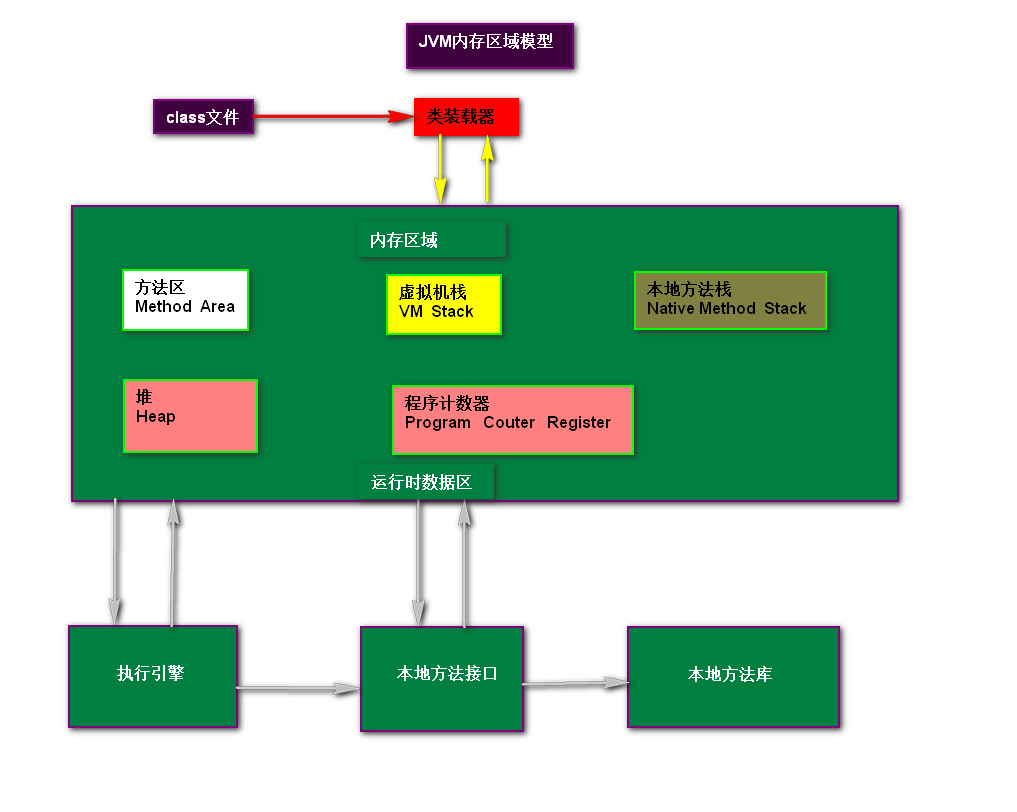 JVM内存区域模型
class文件
类装载器
内存区域
方法区
Method Area
虚拟机栈
VM Stack
本地方法栈
Native Method Stack
堆
Heap
程序计数器
Program Couter Register
运行时数据区
执行引擎
本地方法接口
本地方法库